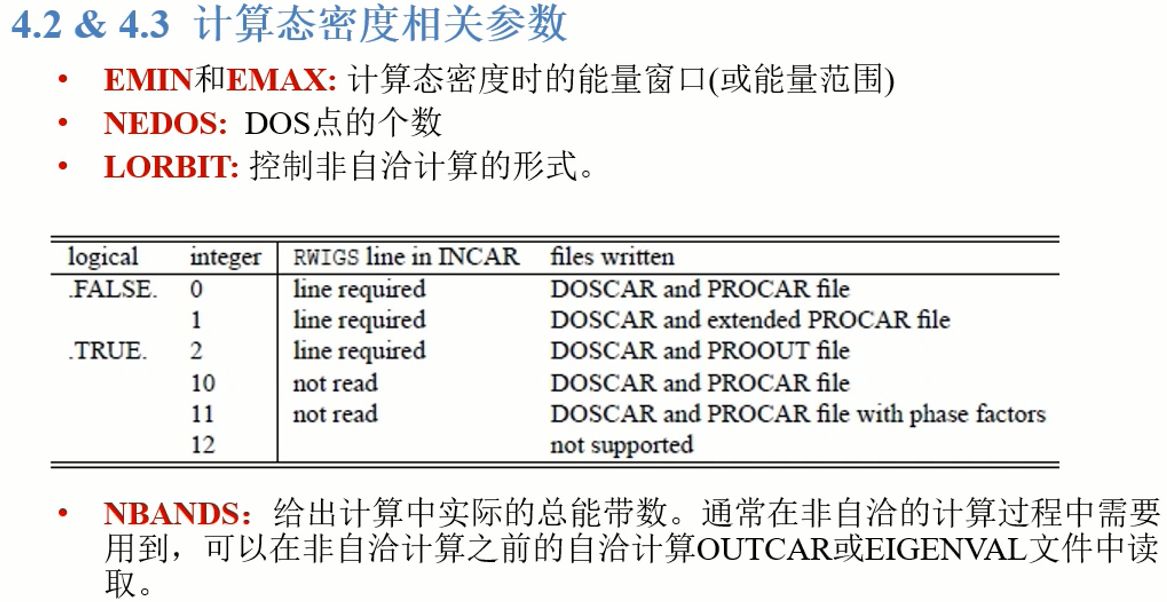 4.2 & 4.3 计算态密度相关参数
• EMIN和EMAX: 计算态密度时的能量窗口(或能量范围)
• NEDOS: DOS点的个数
• LORBIT: 控制非自洽计算的形式。
logical integer RWIGS line in INCAR files written
.FALSE. 0 line required DOSCAR and PROCAR file
1 line required DOSCAR and extended PROCAR file
.TRUE. 2 line required DOSCAR and PROOUT file
10 not read DOSCAR and PROCAR file
11 not read DOSCAR and PROCAR file with phase factors
12 not supported
• NBANDS：给出计算中实际的总能带数。通常在非自洽的计算过程中需要
用到，可以在非自洽计算之前的自洽计算OUTCAR或EIGENVAL文件中读
取。